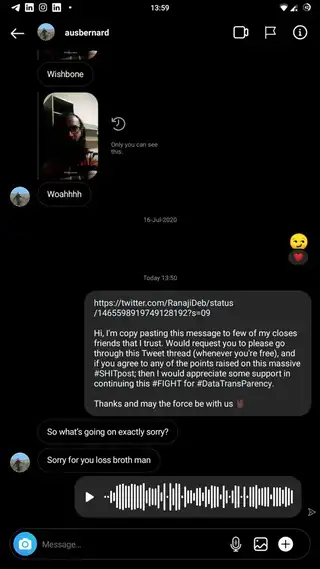 13:59
ausbernard
Wishbone
Only you can see
this.
Woahhhh
16-Jul-2020
Today 13:50
https://twitter.com/RanajiDeb/status
/1465598919749128192?s=09
Hi, I'm copy pasting this message to few of my closes
friends that I trust. Would request you to please go
through this Tweet thread (whenever you're free), and
if you agree to any of the points raised on this massive
#SHITpost; then I would appreciate some support in
continuing this #FIGHT for #DataTransParency.
Thanks and may the force be with us
So what's going on exactly sorry?
Sorry for you loss broth man
Message...